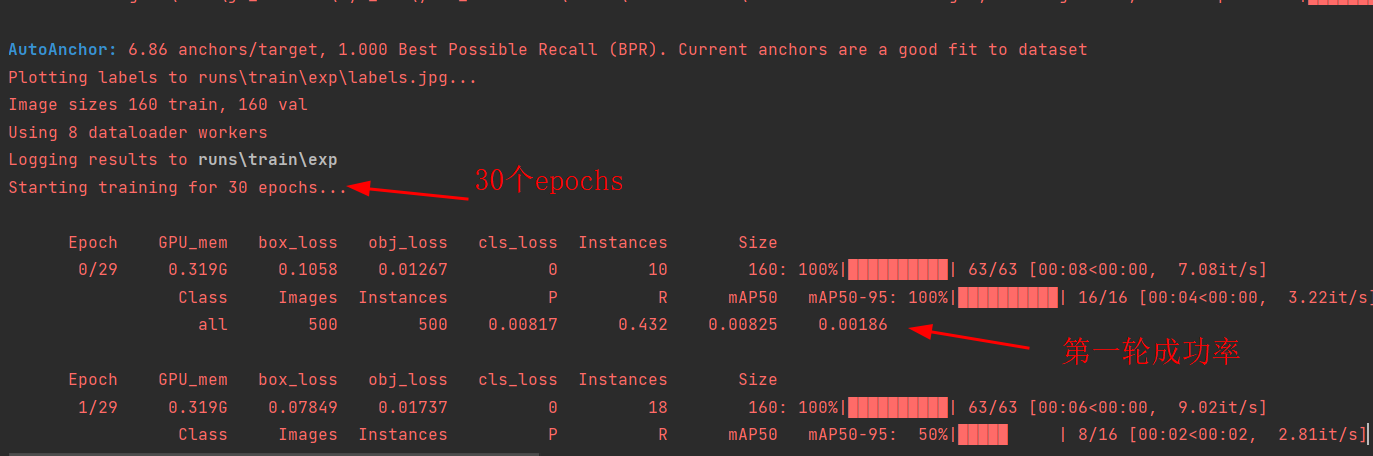 AutoAnchor: 6.86 anchors/target, 1.000 Best Possible Recall (BPR). Current anchors are a good fit to dataset
Plotting labels to runs\train\exp\labels.jpg...
Image sizes 160 train, 160 val
Using 8 dataloader workers
Logging results to runs\train\exp
Starting training for 30 epochs...
30个epochs
Epoch GPU_mem box_loss obj_loss cls_loss Instances Size
0/29 0.319G 0.1058 0.01267 0 10 160: 100%|██████████| 63/63 [00:08<00:00, 7.08it/s]
Class Images Instances P R mAP50 mAP50-95: 100%|██████████| 16/16 [00:04<00:00, 3.22it/s]
all 500 500 0.00817 0.432 0.00825 0.00186
第一轮成功率
Epoch GPU_mem box_loss obj_loss cls_loss Instances Size
1/29 0.319G 0.07849 0.01737 0 18 160: 100%|██████████| 63/63 [00:06<00:00, 9.02it/s]
Class Images Instances P R mAP50 mAP50-95: 50%|█████ | 8/16 [00:02<00:02, 2.81it/s]